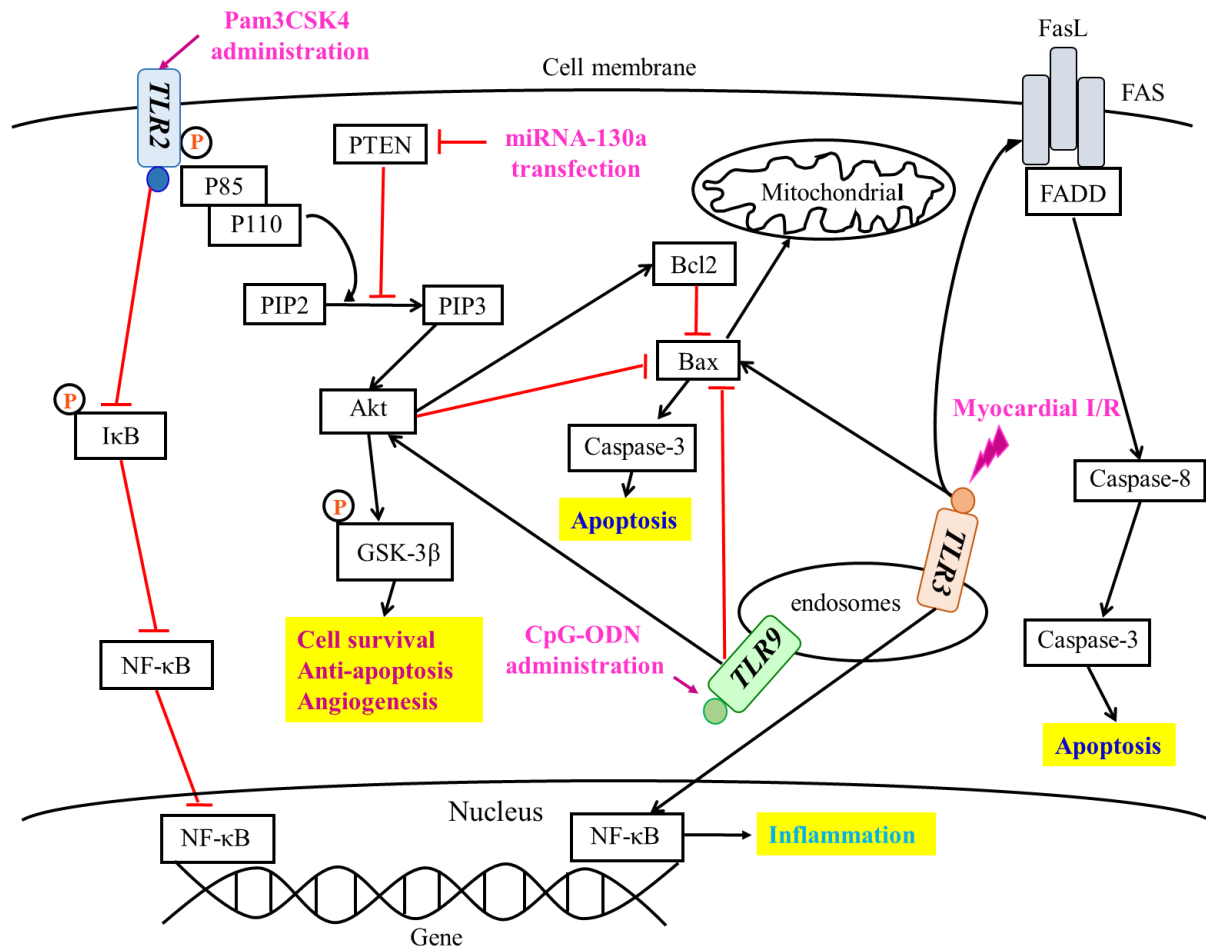 Pam3CSK4
administration
FasL
Cell membrane
FAS
TLR2
P
PTEN
miRNA-130a
transfection
P85
P110
Mitochondrial
FADD
Bcl2
PIP2
PIP3
Bax
P
IκB
Akt
Myocardial I/R
Caspase-3
Caspase-8
P
Apoptosis
GSK-3β
TLR3
endosomes
Cell survival
Anti-apoptosis
Angiogenesis
CpG-ODN
administration
TLR9
Caspase-3
NF-κB
Apoptosis
Nucleus
NF-κB
NF-κB
Inflammation
Gene